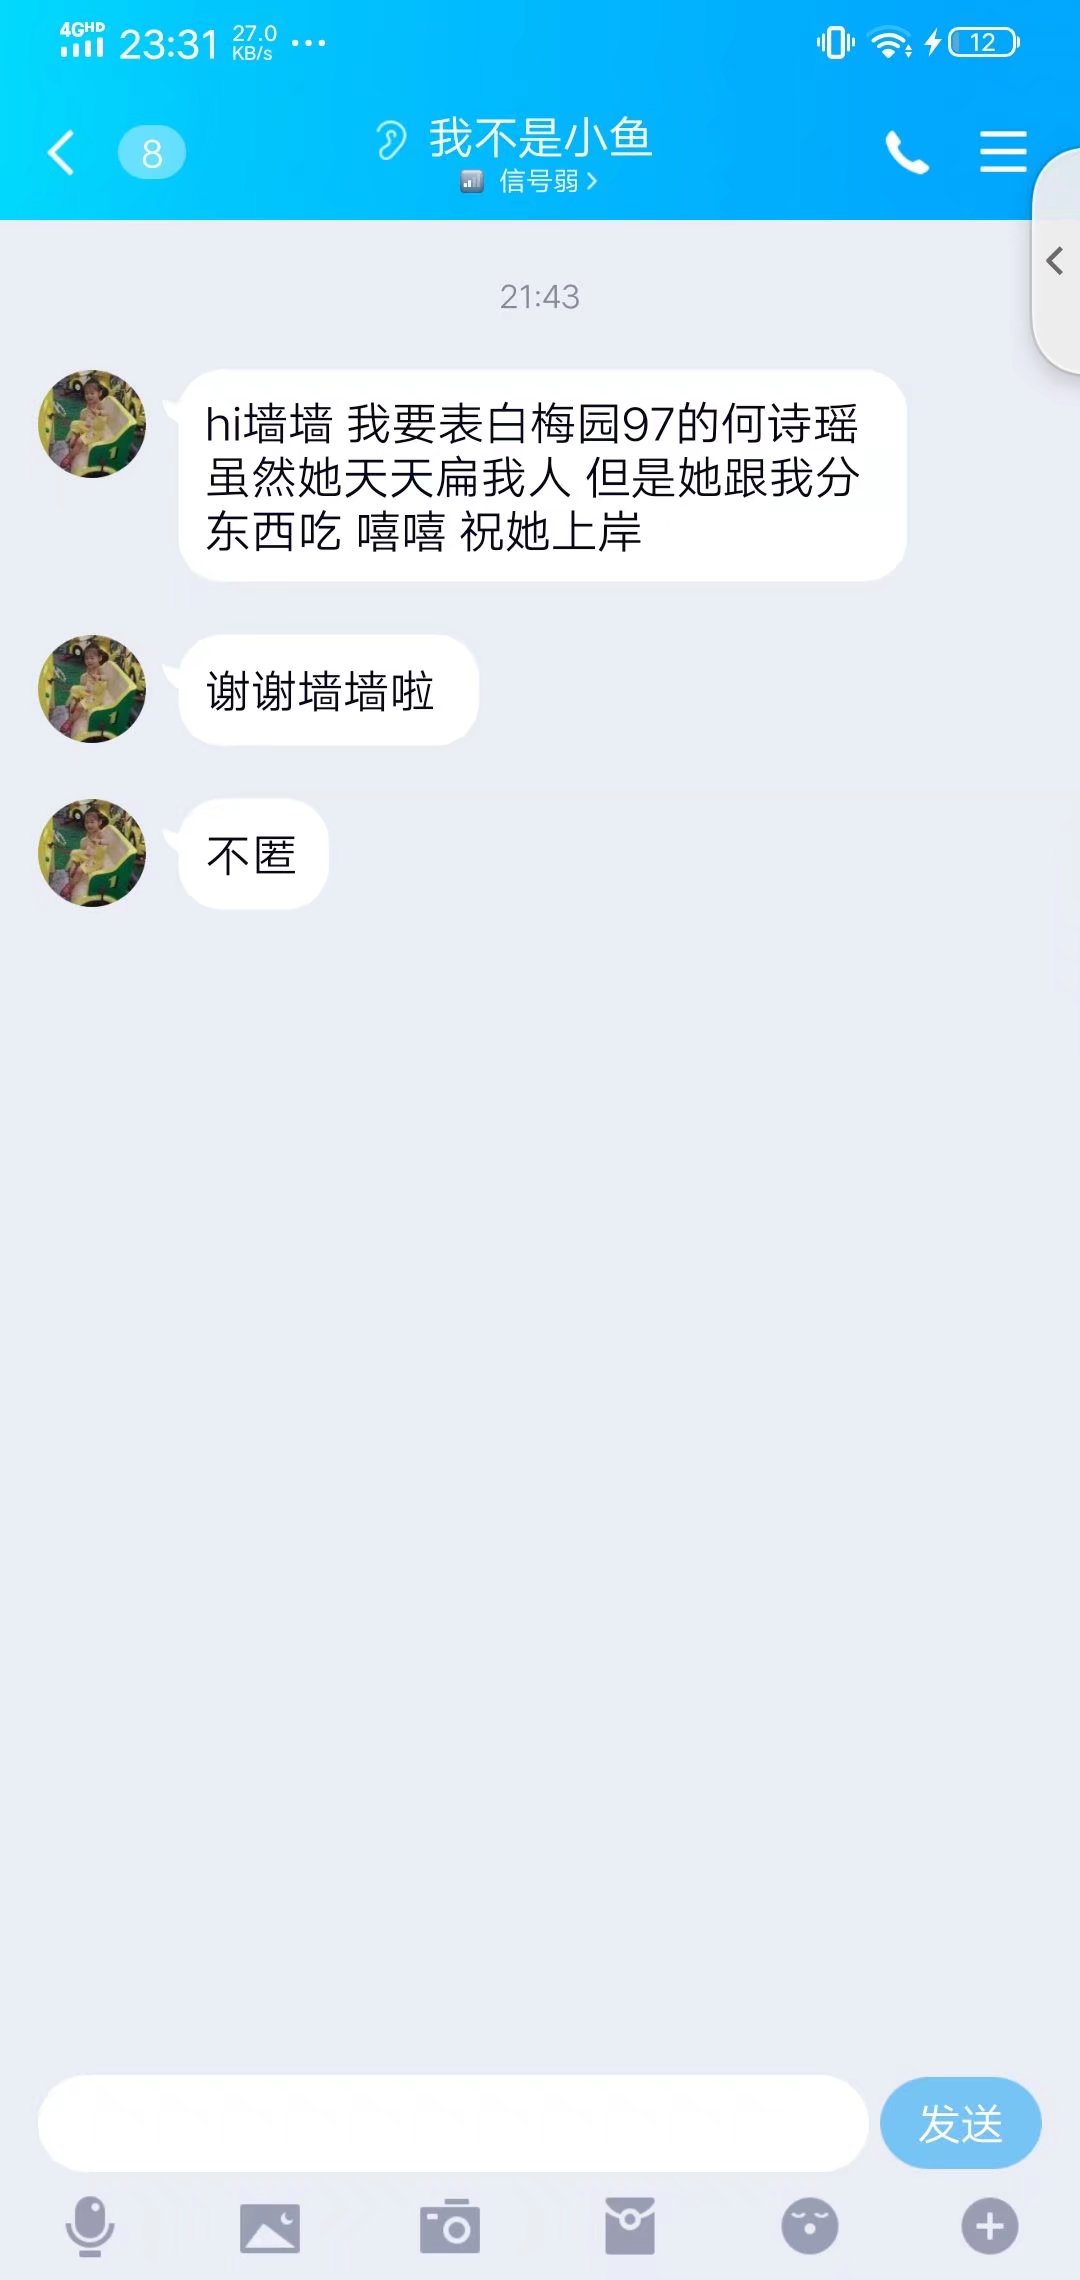 4GHD 23:31 27.0 KB/s ... 12
8 我不是小鱼
信号弱
21:43
hi墙墙 我要表白梅园97的何诗瑶
虽然她天天扁我人 但是她跟我分
东西吃 嘻嘻 祝她上岸
谢谢墙墙啦
不匿
发送